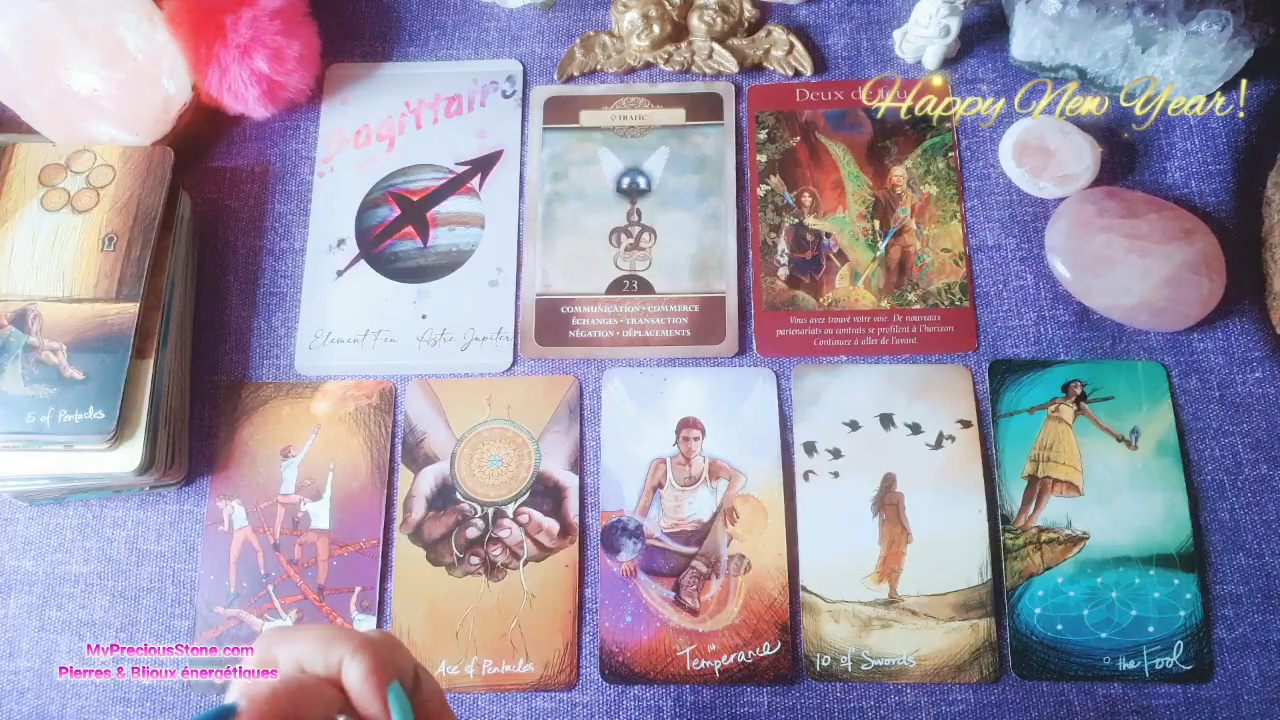 Sagittaire
Element Feu Astre Jupiter
♀ TRAFIC
23
COMMUNICATION • COMMERCE
ÉCHANGES • TRANSACTION
NÉGATION • DÉPLACEMENTS
Deux de feu
Vous avez trouvé votre voie. De nouveaux
partenariats ou contrats se profilent à l'horizon.
Continuez à aller de l'avant.
Happy New Year!
5 of Pentacles
Ace of Pentacles
14
Temperance
10 of Swords
0 the Fool
MyPreciousStone.com
Pierres & Bijoux énergétiques